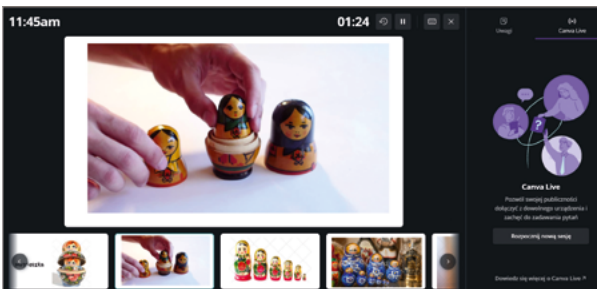 11:45am
01:24
Uwagi
Canva Live
Canva Live
Pozwól swojej publiczności
dołączyć z dowolnego urządzenia i
zachęć do zadawania pytań
Rozpocznij nową sesję
Dowiedz się więcej o Canva Live